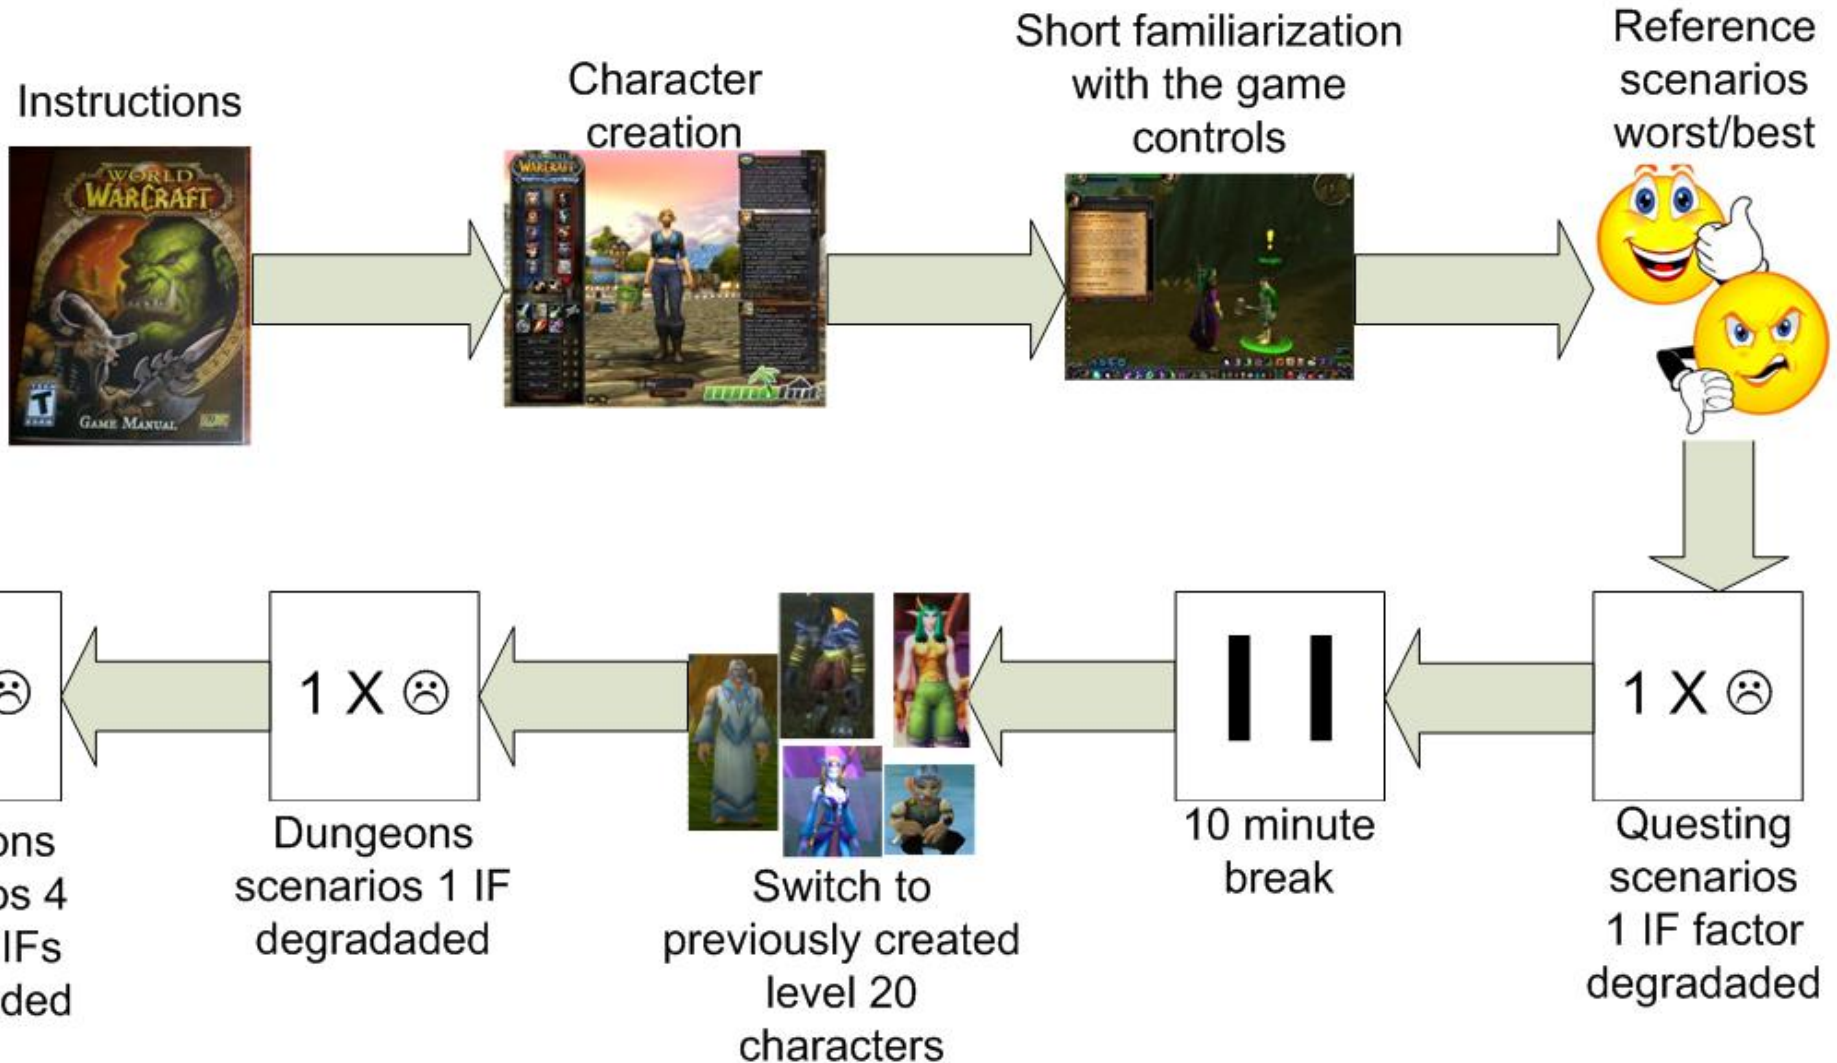 Instructions
Character
creation
Short familiarization
with the game
controls
Reference
scenarios
worst/best
WORLD
WARCRAFT
T
GAME MANUAL
WARCRAFT
1 X ☹
Questing
scenarios
1 IF factor
degradaded
10 minute
break
Switch to
previously created
level 20
characters
1 X ☹
Dungeons
scenarios 1 IF
degradaded
ons
os 4
IFs
ded